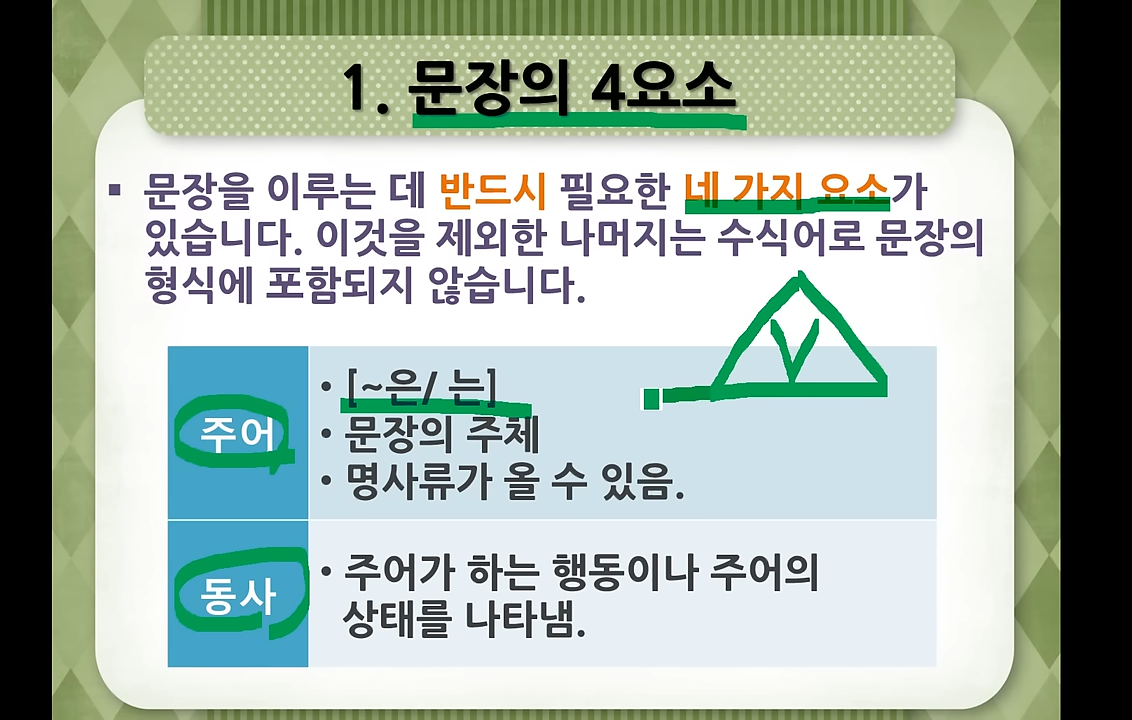 1. 문장의 4요소
▪ 문장을 이루는 데 반드시 필요한 네 가지 요소가
있습니다. 이것을 제외한 나머지는 수식어로 문장의
형식에 포함되지 않습니다.
V
주어
• [~은/ 는]
• 문장의 주체
• 명사류가 올 수 있음.
동사
• 주어가 하는 행동이나 주어의
상태를 나타냄.